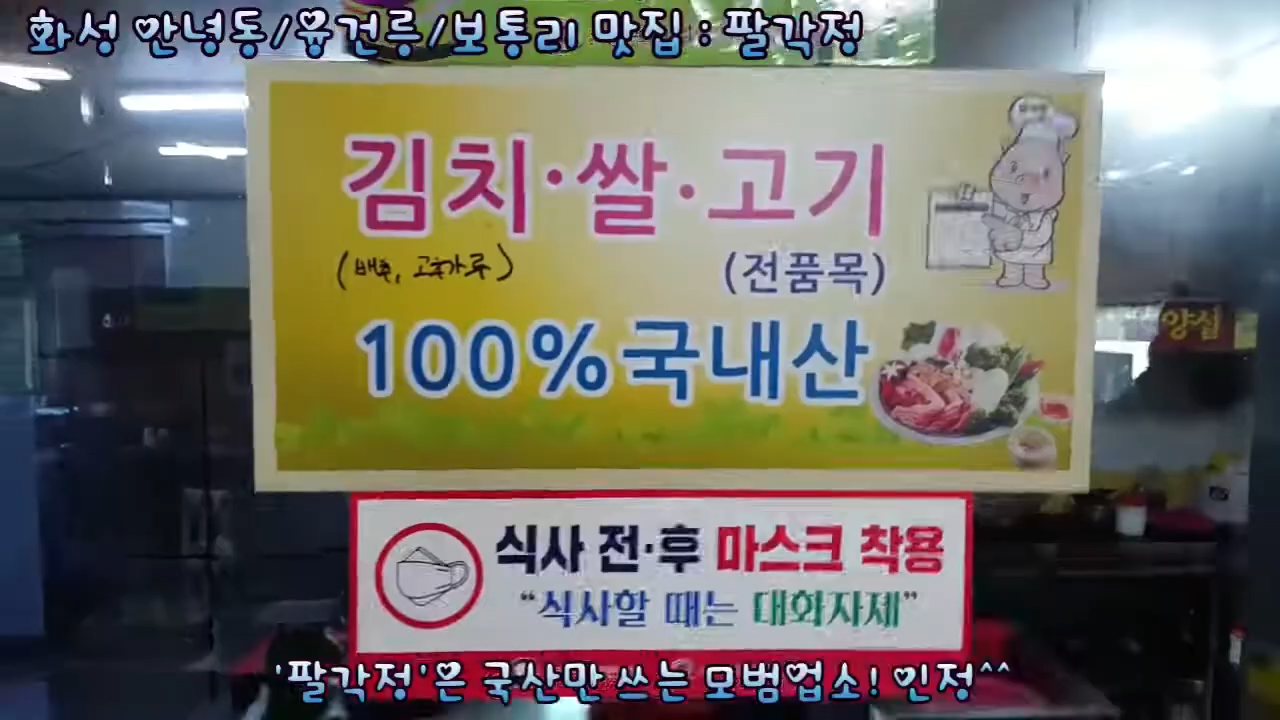 화성 안녕동/융건릉/보통리 맛집 : 팔각정
김치·쌀·고기
(배추, 고추가루) (전품목)
100%국내산
양심
식사 전·후 마스크 착용
“식사할 때는 대화자제”
'팔각정'은 국산만 쓰는 모범업소! 인정^^